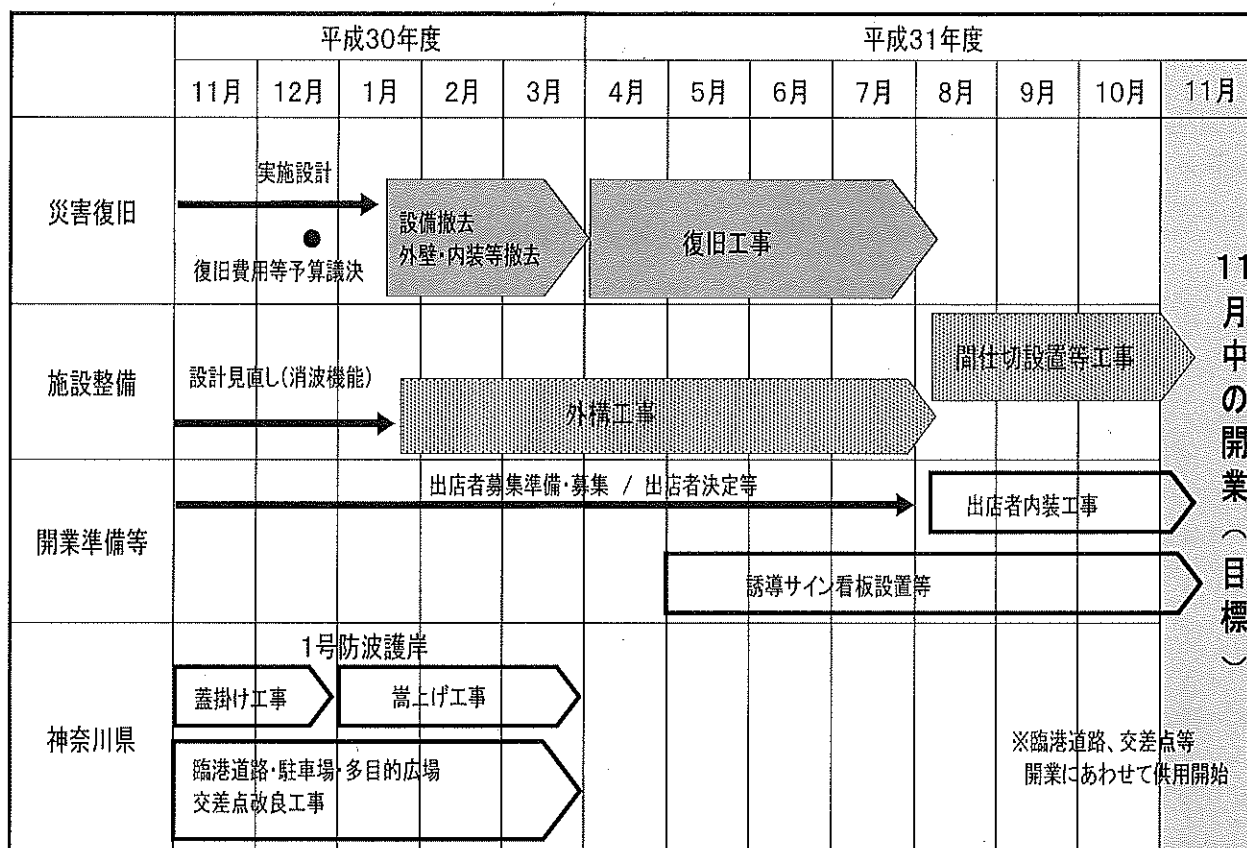 平成30年度
平成31年度
11月
12月
1月
2月
3月
4月
5月
6月
7月
8月
9月
10月
11月
災害復旧
実施設計
復旧費用等予算議決
設備撤去
外壁・内装等撤去
復旧工事
施設整備
設計見直し(消波機能)
外構工事
間仕切設置等工事
開業準備等
出店者募集準備・募集 / 出店者決定等
出店者内装工事
誘導サイン看板設置等
神奈川県
1号防波護岸
蓋掛け工事
嵩上げ工事
臨港道路・駐車場・多目的広場
交差点改良工事
※臨港道路、交差点等
開業にあわせて供用開始
11月中の開業(目標)